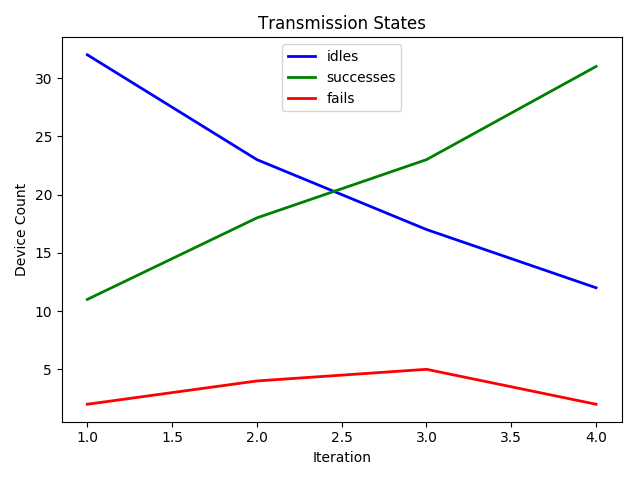 Transmission States
idles
successes
fails
Device Count
30
25
20
15
10
5
1.0 1.5 2.0 2.5 3.0 3.5 4.0
Iteration